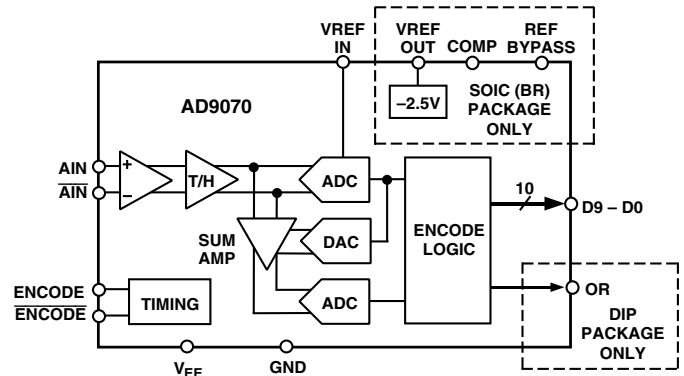 VREF
IN
VREF
OUT
COMP
REF
BYPASS
AD9070
–2.5V
SOIC (BR)
PACKAGE
ONLY
AIN
AIN
+
–
T/H
ADC
SUM
AMP
DAC
ADC
ENCODE
LOGIC
10
D9 – D0
ENCODE
ENCODE
TIMING
OR
DIP
PACKAGE
ONLY
VEE
GND